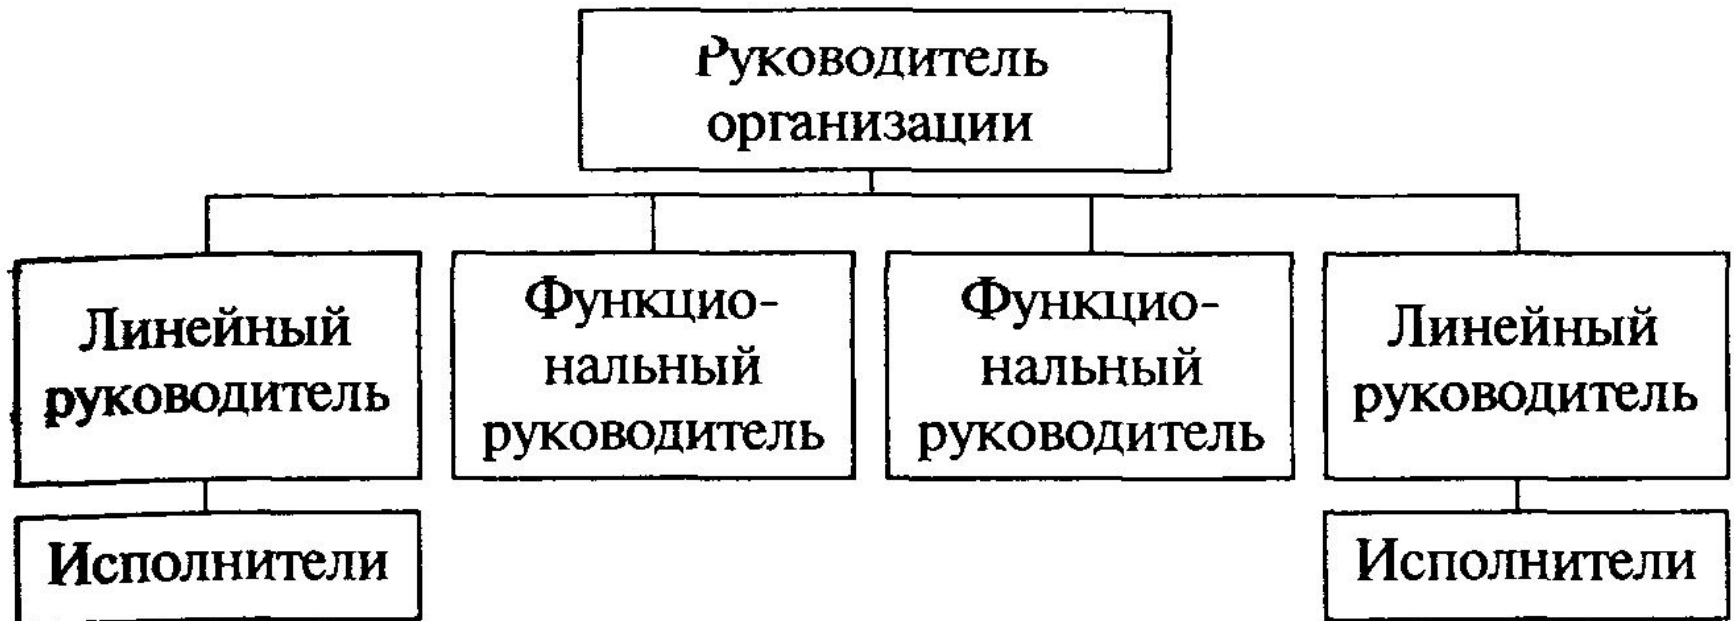 Руководитель
организации
Линейный
руководитель
Функцио-
нальный
руководитель
Функцио-
нальный
руководитель
Линейный
руководитель
Исполнители
Исполнители